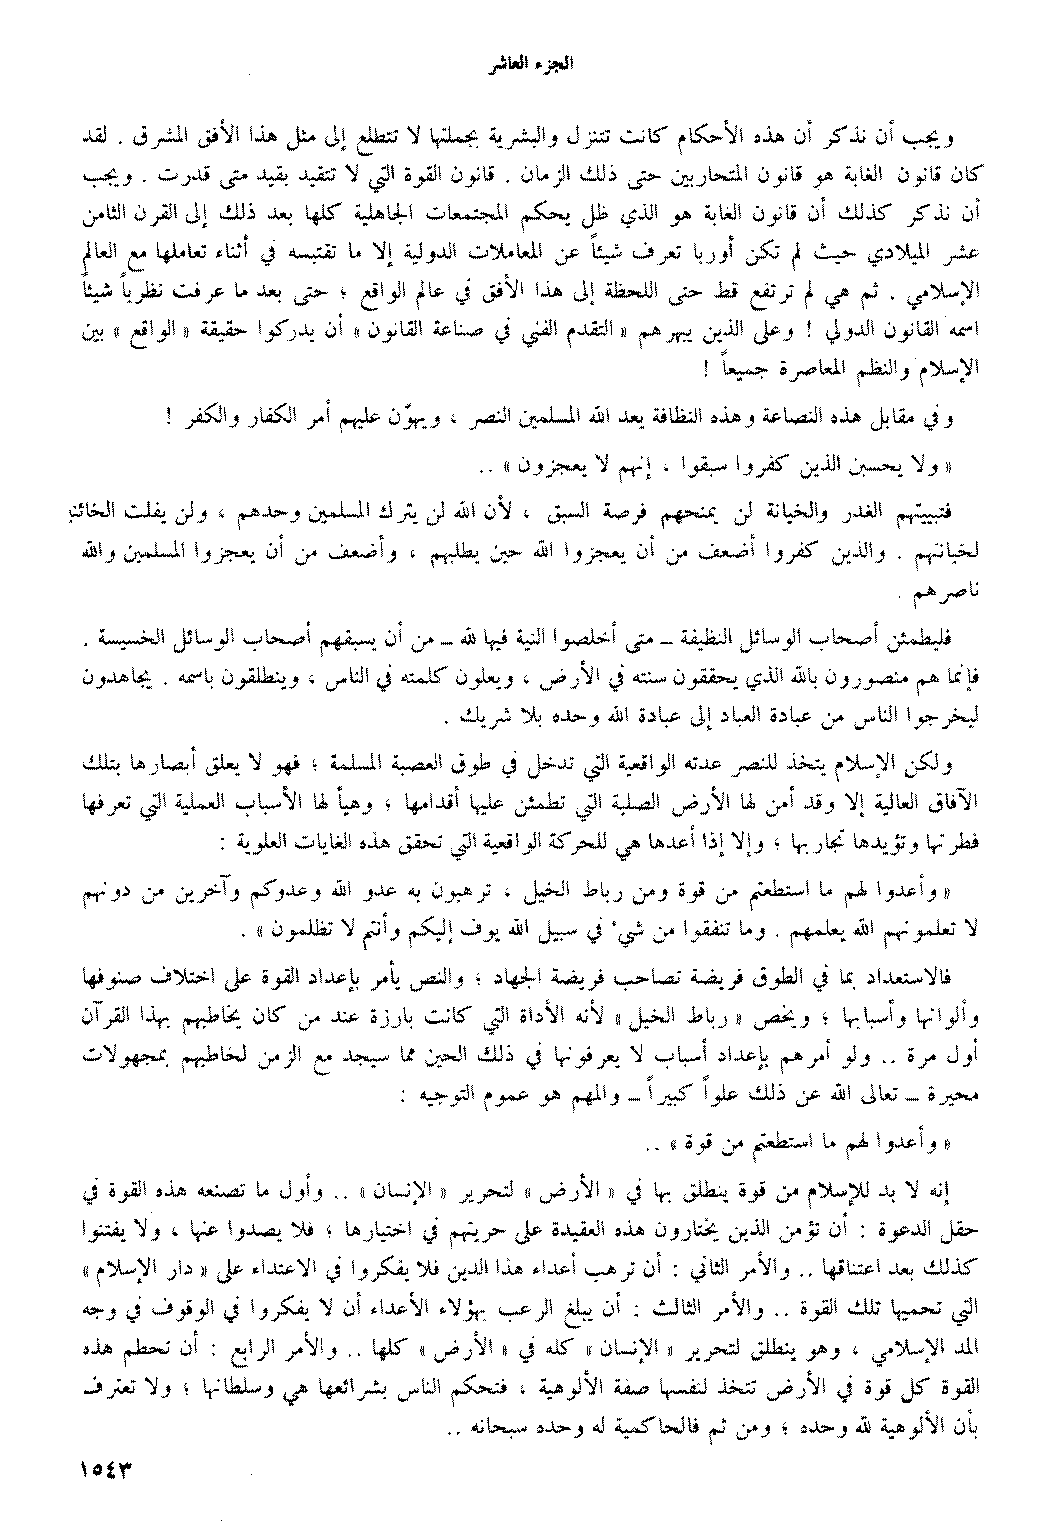 الجزء العاشر
ويجب أن نذكر أن هذه الأحكام كانت تتنزل والبشرية بجملتها لا تتطلع إلى مثل هذا الأفق المشرق . لقد
كان قانون الغابة هو قانون المتحاربين حتى ذلك الزمان . قانون القوة التي لا تتقيد بقيد متى قدرت . ويجب
أن نذكر كذلك أن قانون الغابة هو الذي ظل يحكم المجتمعات الجاهلية كلها بعد ذلك إلى القرن الثامن
عشر الميلادي حيث لم تكن أوربا تعرف شيئاً عن المعاملات الدولية إلا ما تقتبسه في أثناء تعاملها مع العالم
الإسلامي . ثم هي لم ترتفع قط حتى اللحظة إلى هذا الأفق في عالم الواقع ؛ حتى بعد ما عرفت نظرياً شيئاً
اسمه القانون الدولي ! وعلى الذين يبهرهم « التقدم الفني في صناعة القانون » أن يدركوا حقيقة « الواقع » بين
الإسلام والنظم المعاصرة جميعاً !
وفي مقابل هذه النصاعة وهذه النظافة يعد الله المسلمين النصر ، ويهوّن عليهم أمر الكفار والكفر !
« ولا يحسبن الذين كفروا سبقوا ، إنهم لا يعجزون » ..
فتبييتهم الغدر والخيانة لن يمنحهم فرصة السبق ، لأن الله لن يترك المسلمين وحدهم ، ولن يفلت الخائنين
لخيانتهم . والذين كفروا أضعف من أن يعجزوا الله حين يطلبهم ، وأضعف من أن يعجزوا المسلمين والله
ناصرهم .
فليطمئن أصحاب الوسائل النظيفة – متى أخلصوا النية فيها لله – من أن يسبقهم أصحاب الوسائل الخسيسة .
فإنما هم منصورون بالله الذي يحققون سنته في الأرض ، ويعلون كلمته في الناس ، وينطلقون باسمه . يجاهدون
ليخرجوا الناس من عبادة العباد إلى عبادة الله وحده بلا شريك .
ولكن الإسلام يتخذ للنصر عدته الواقعية التي تدخل في طوق العصبة المسلمة ؛ فهو لا يعلق أبصارها بتلك
الآفاق العالية إلا وقد أمن لها الأرض الصلبة التي تطمئن عليها أقدامها ؛ وهيأ لها الأسباب العملية التي تعرفها
فطرتها وتؤيدها تجاربها ؛ وإلا إذا أعدها هي للحركة الواقعية التي تحقق هذه الغايات العلوية :
« وأعدوا لهم ما استطعتم من قوة ومن رباط الخيل ، ترهبون به عدو الله وعدوكم وآخرين من دونهم
لا تعلمونهم الله يعلمهم . وما تنفقوا من شيء في سبيل الله يوف إليكم وأنتم لا تظلمون » .
فالاستعداد بما في الطوق فريضة تصاحب فريضة الجهاد ؛ والنص يأمر بإعداد القوة على اختلاف صنوفها
وألوانها وأسبابها ؛ ويخص « رباط الخيل » لأنه الأداة التي كانت بارزة عند من كان يخاطبهم بهذا القرآن
أول مرة .. ولو أمرهم بإعداد أسباب لا يعرفونها في ذلك الحين مما سيجد مع الزمن لخاطبهم بمجهولات
محيرة – تعالى الله عن ذلك علواً كبيراً – والمهم هو عموم التوجيه :
« وأعدوا لهم ما استطعتم من قوة » ..
إنه لا بد للإسلام من قوة ينطلق بها في « الأرض » لتحرير « الإنسان » .. وأول ما تصنعه هذه القوة في
حقل الدعوة : أن تؤمن الذين يختارون هذه العقيدة على حريتهم في اختيارها ؛ فلا يصدوا عنها ، ولا يفتنوا
كذلك بعد اعتناقها .. والأمر الثاني : أن ترهب أعداء هذا الدين فلا يفكروا في الاعتداء على « دار الإسلام »
التي تحميها تلك القوة .. والأمر الثالث : أن يبلغ الرعب بهؤلاء الأعداء أن لا يفكروا في الوقوف في وجه
المد الإسلامي ، وهو ينطلق لتحرير « الإنسان » كله في « الأرض » كلها .. والأمر الرابع : أن تحطم هذه
القوة كل قوة في الأرض تتخذ لنفسها صفة الألوهية ، فتحكم الناس بشرائعها هي وسلطانها ؛ ولا تعترف
بأن الألوهية لله وحده ؛ ومن ثم فالحاكمية له وحده سبحانه ..
١٥٤٣